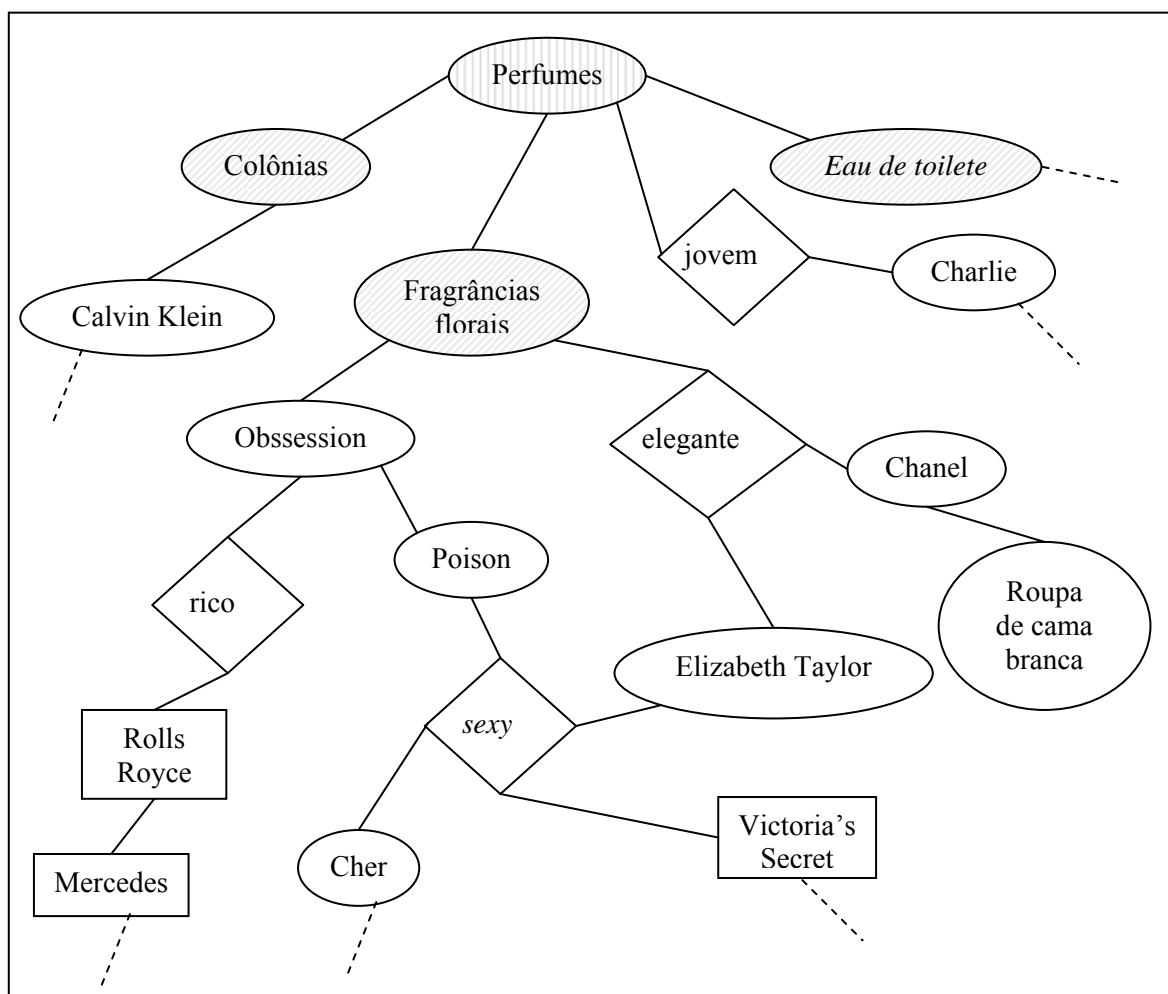 Perfumes
Colônias
Eau de toilete
jovem
Charlie
Fragrâncias
florais
Calvin Klein
Obssession
elegante
Chanel
Poison
rico
Roupa
de cama
branca
Elizabeth Taylor
sexy
Rolls
Royce
Victoria’s
Secret
Cher
Mercedes